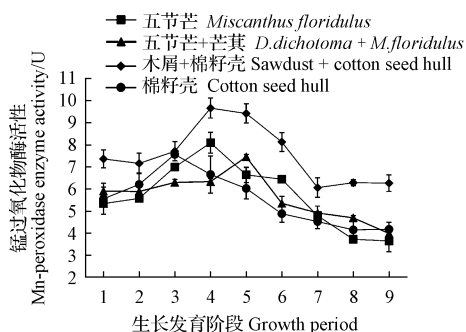 五节芒 Miscanthus floridulus
五节芒+芒萁 D.dichotoma + M.floridulus
木屑+棉籽壳 Sawdust + cotton seed hull
棉籽壳 Cotton seed hull
锰过氧化物酶活性/U
Mn-peroxidase enzyme activity/U
11
10
9
8
7
6
5
4
3
2
1 2 3 4 5 6 7 8 9
生长发育阶段 Growth period